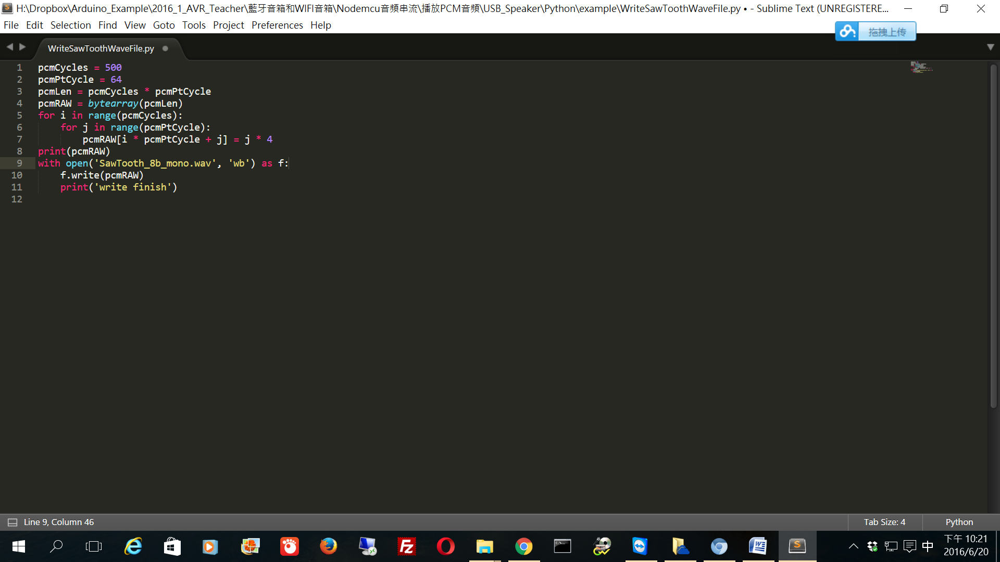 H:\Dropbox\Arduino_Example\2016_1_AVR_Teacher\藍牙音箱和WIFI音箱\Nodemcu音頻串流\播放PCM音頻\USB_Speaker\Python\example\WriteSawToothWaveFile.py • - Sublime Text (UNREGISTERE...
File Edit Selection Find View Goto Tools Project Preferences Help
拖拽上传
WriteSawToothWaveFile.py
1 pcmCycles = 500
2 pcmPtCycle = 64
3 pcmLen = pcmCycles * pcmPtCycle
4 pcmRAW = bytearray(pcmLen)
5 for i in range(pcmCycles):
6     for j in range(pcmPtCycle):
7         pcmRAW[i * pcmPtCycle + j] = j * 4
8 print(pcmRAW)
9 with open('SawTooth_8b_mono.wav', 'wb') as f:
10     f.write(pcmRAW)
11     print('write finish')
12
Line 9, Column 46
Tab Size: 4
Python
中
下午 10:21
2016/6/20